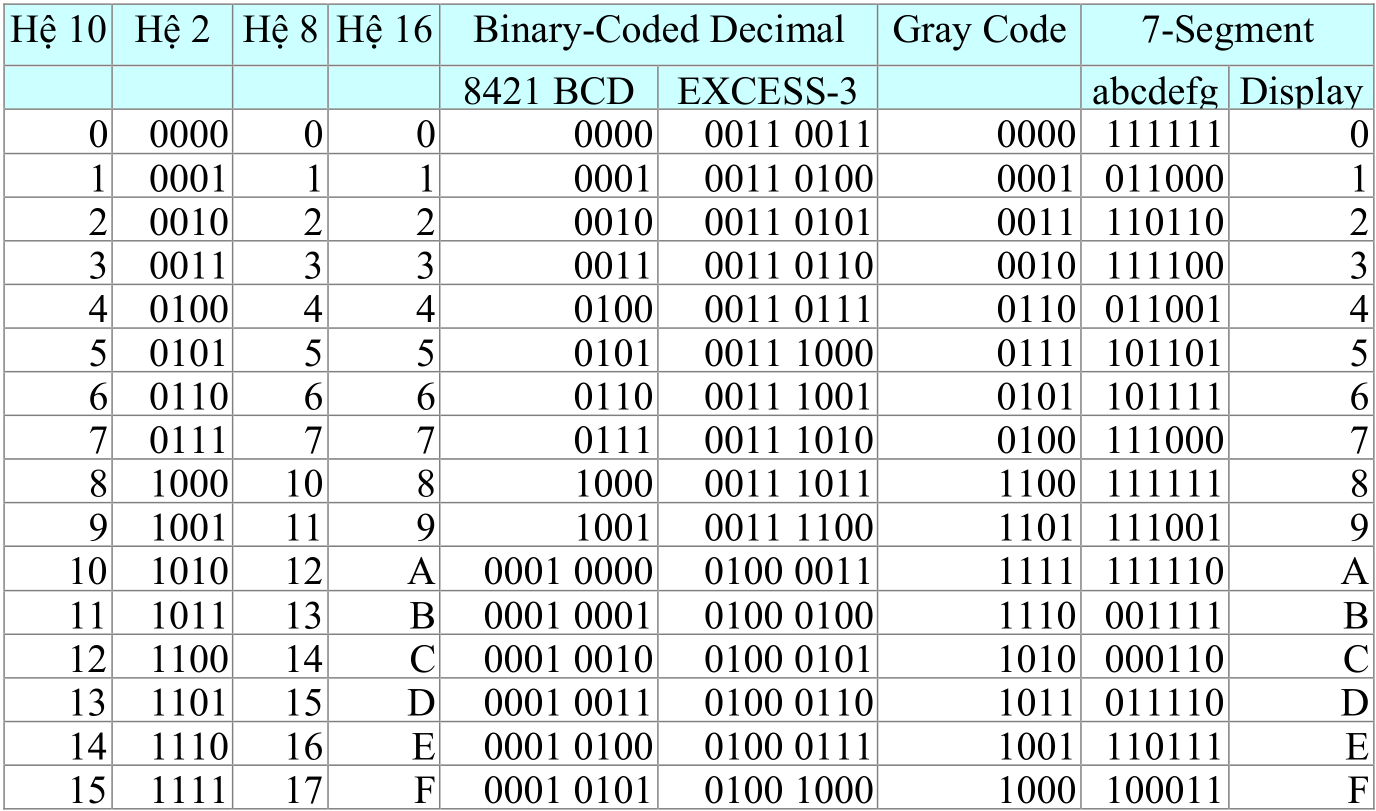 Hệ 10 Hệ 2 Hệ 8 Hệ 16 Binary-Coded Decimal Gray Code 7-Segment
8421 BCD EXCESS-3 abcdefg Display
0 0000 0 0 0000 0011 0011 0000 111111 0
1 0001 1 1 0001 0011 0100 0001 011000 1
2 0010 2 2 0010 0011 0101 0011 110110 2
3 0011 3 3 0011 0011 0110 0010 111100 3
4 0100 4 4 0100 0011 0111 0110 011001 4
5 0101 5 5 0101 0011 1000 0111 101101 5
6 0110 6 6 0110 0011 1001 0101 101111 6
7 0111 7 7 0111 0011 1010 0100 111000 7
8 1000 10 8 1000 0011 1011 1100 111111 8
9 1001 11 9 1001 0011 1100 1101 111001 9
10 1010 12 A 0001 0000 0100 0011 1111 111110 A
11 1011 13 B 0001 0001 0100 0100 1110 001111 B
12 1100 14 C 0001 0010 0100 0101 1010 000110 C
13 1101 15 D 0001 0011 0100 0110 1011 011110 D
14 1110 16 E 0001 0100 0100 0111 1001 110111 E
15 1111 17 F 0001 0101 0100 1000 1000 100011 F